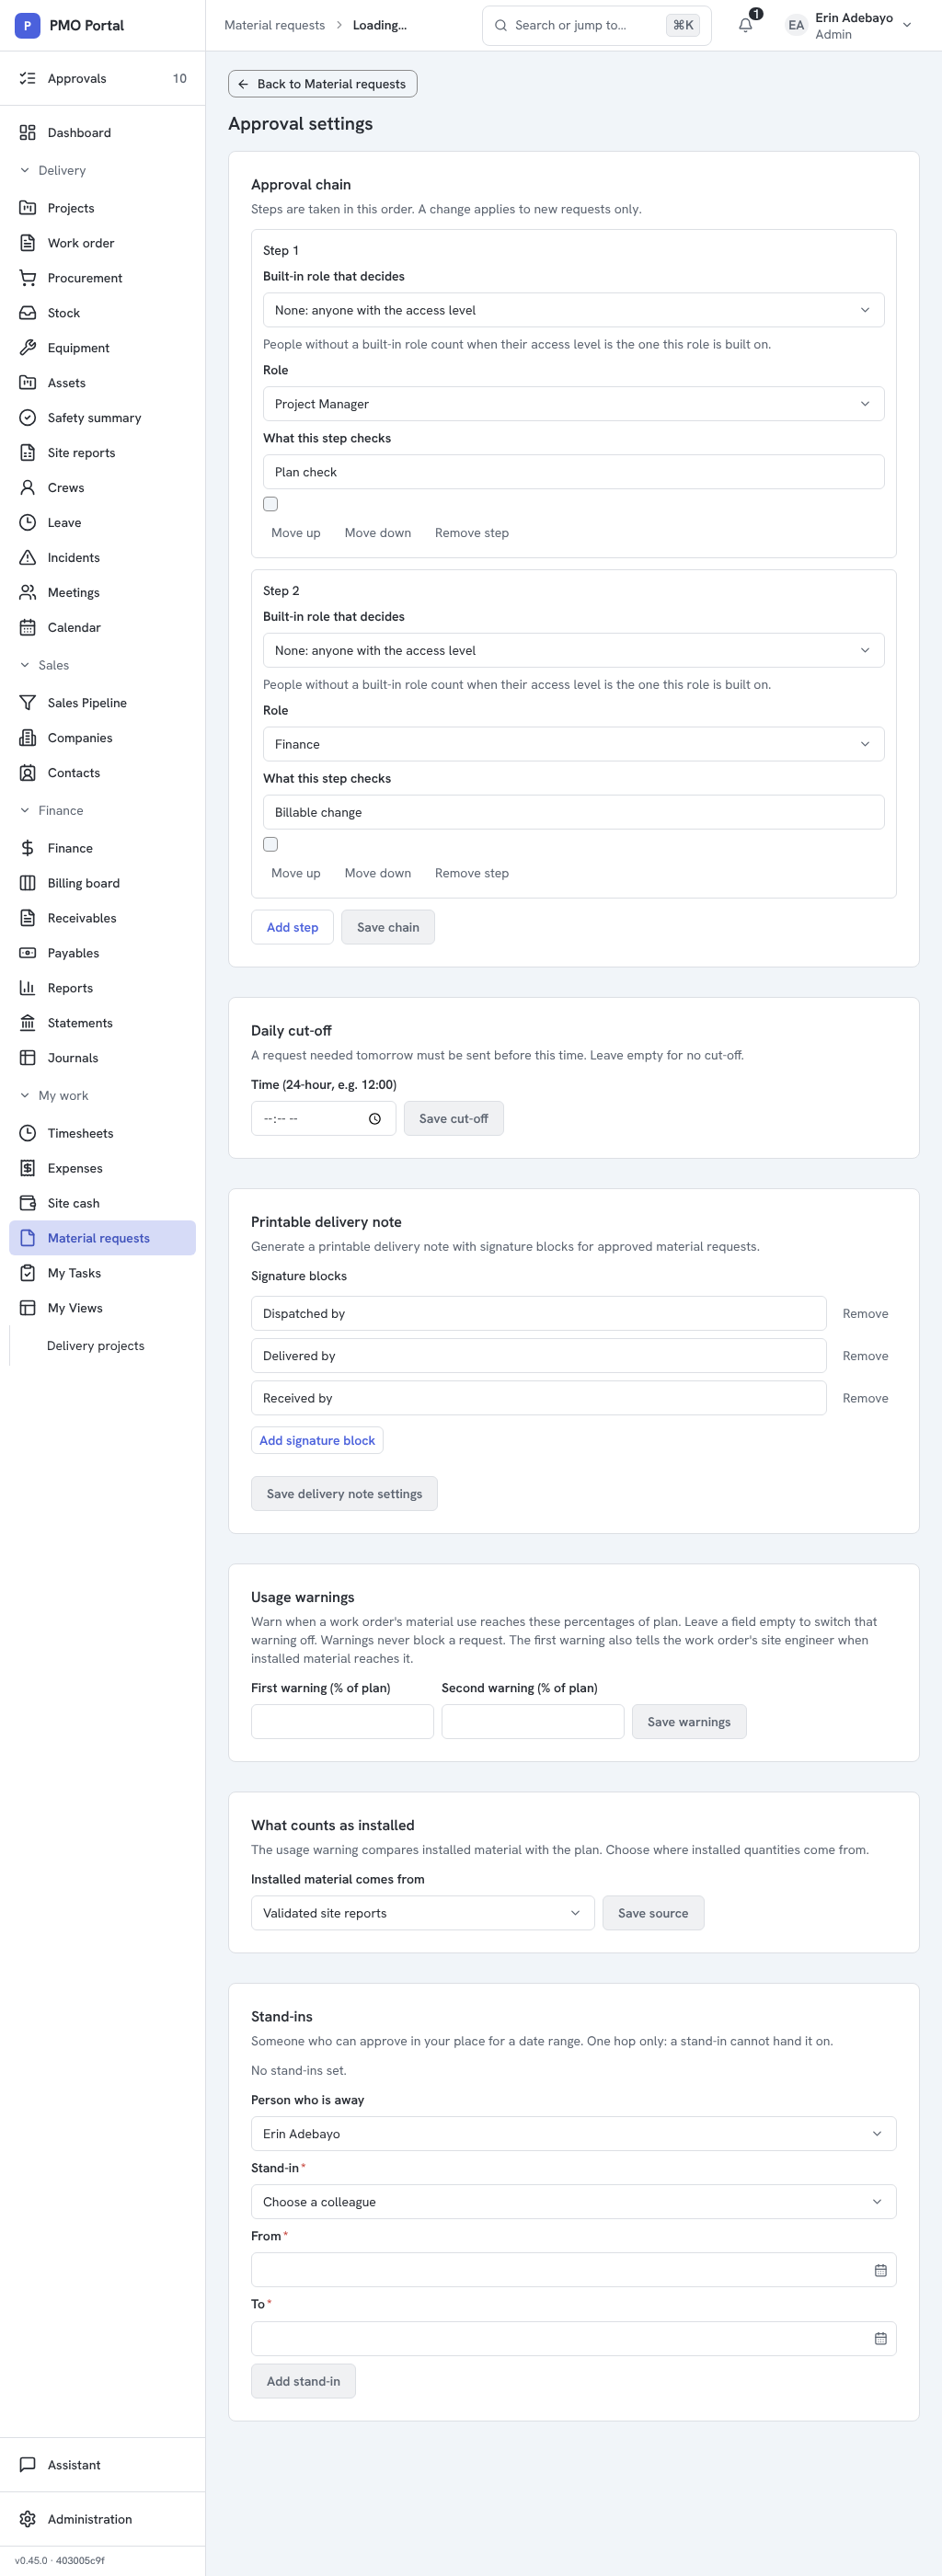 P PMO Portal
Material requests > Loading...
Search or jump to... ⌘K
1
EA Erin Adebayo
Admin
Approvals 10
Dashboard
Delivery
Projects
Work order
Procurement
Stock
Equipment
Assets
Safety summary
Site reports
Crews
Leave
Incidents
Meetings
Calendar
Sales
Sales Pipeline
Companies
Contacts
Finance
Finance
Billing board
Receivables
Payables
Reports
Statements
Journals
My work
Timesheets
Expenses
Site cash
Material requests
My Tasks
My Views
Delivery projects
Assistant
Administration
v0.45.0 · 403005c9f
Back to Material requests
Approval settings
Approval chain
Steps are taken in this order. A change applies to new requests only.
Step 1
Built-in role that decides
None: anyone with the access level
People without a built-in role count when their access level is the one this role is built on.
Role
Project Manager
What this step checks
Plan check
Move up Move down Remove step
Step 2
Built-in role that decides
None: anyone with the access level
People without a built-in role count when their access level is the one this role is built on.
Role
Finance
What this step checks
Billable change
Move up Move down Remove step
Add step Save chain
Daily cut-off
A request needed tomorrow must be sent before this time. Leave empty for no cut-off.
Time (24-hour, e.g. 12:00)
--:-- -- Save cut-off
Printable delivery note
Generate a printable delivery note with signature blocks for approved material requests.
Signature blocks
Dispatched by Remove
Delivered by Remove
Received by Remove
Add signature block
Save delivery note settings
Usage warnings
Warn when a work order's material use reaches these percentages of plan. Leave a field empty to switch that
warning off. Warnings never block a request. The first warning also tells the work order's site engineer when
installed material reaches it.
First warning (% of plan) Second warning (% of plan)
Save warnings
What counts as installed
The usage warning compares installed material with the plan. Choose where installed quantities come from.
Installed material comes from
Validated site reports Save source
Stand-ins
Someone who can approve in your place for a date range. One hop only: a stand-in cannot hand it on.
No stand-ins set.
Person who is away
Erin Adebayo
Stand-in *
Choose a colleague
From *
To *
Add stand-in